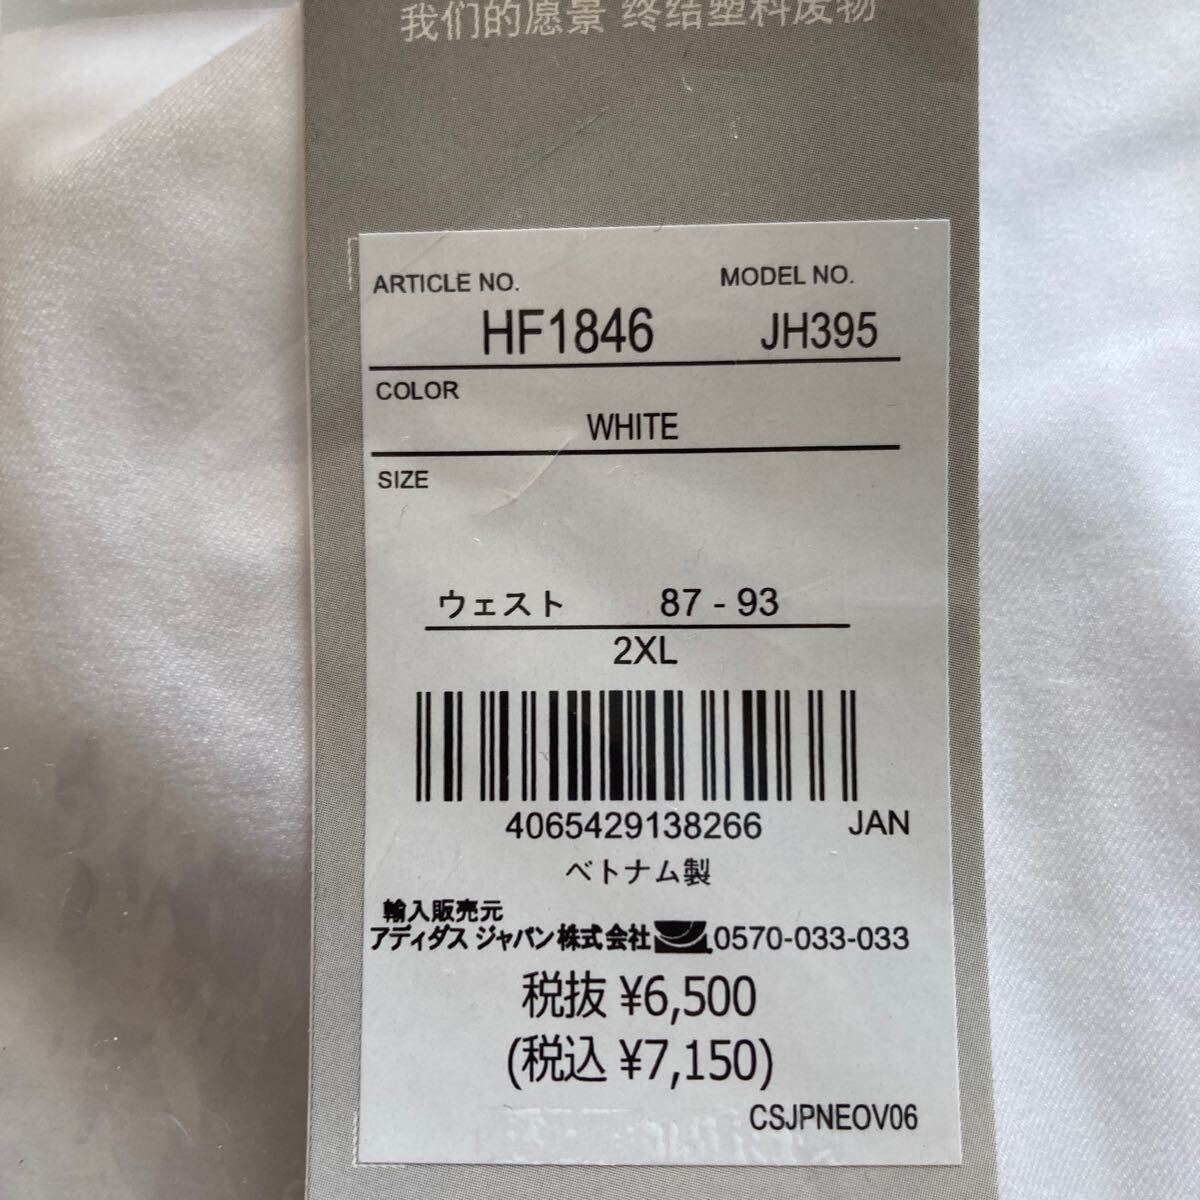 我们的愿景 终结塑料废物
ARTICLE NO. MODEL NO.
HF1846 JH395
COLOR
WHITE
SIZE
ウェスト 87 - 93
2XL
4065429138266 JAN
ベトナム製
輸入販売元
アディダス ジャパン株式会社 0570-033-033
税抜 ¥6,500
(税込 ¥7,150)
CSJPNEOV06